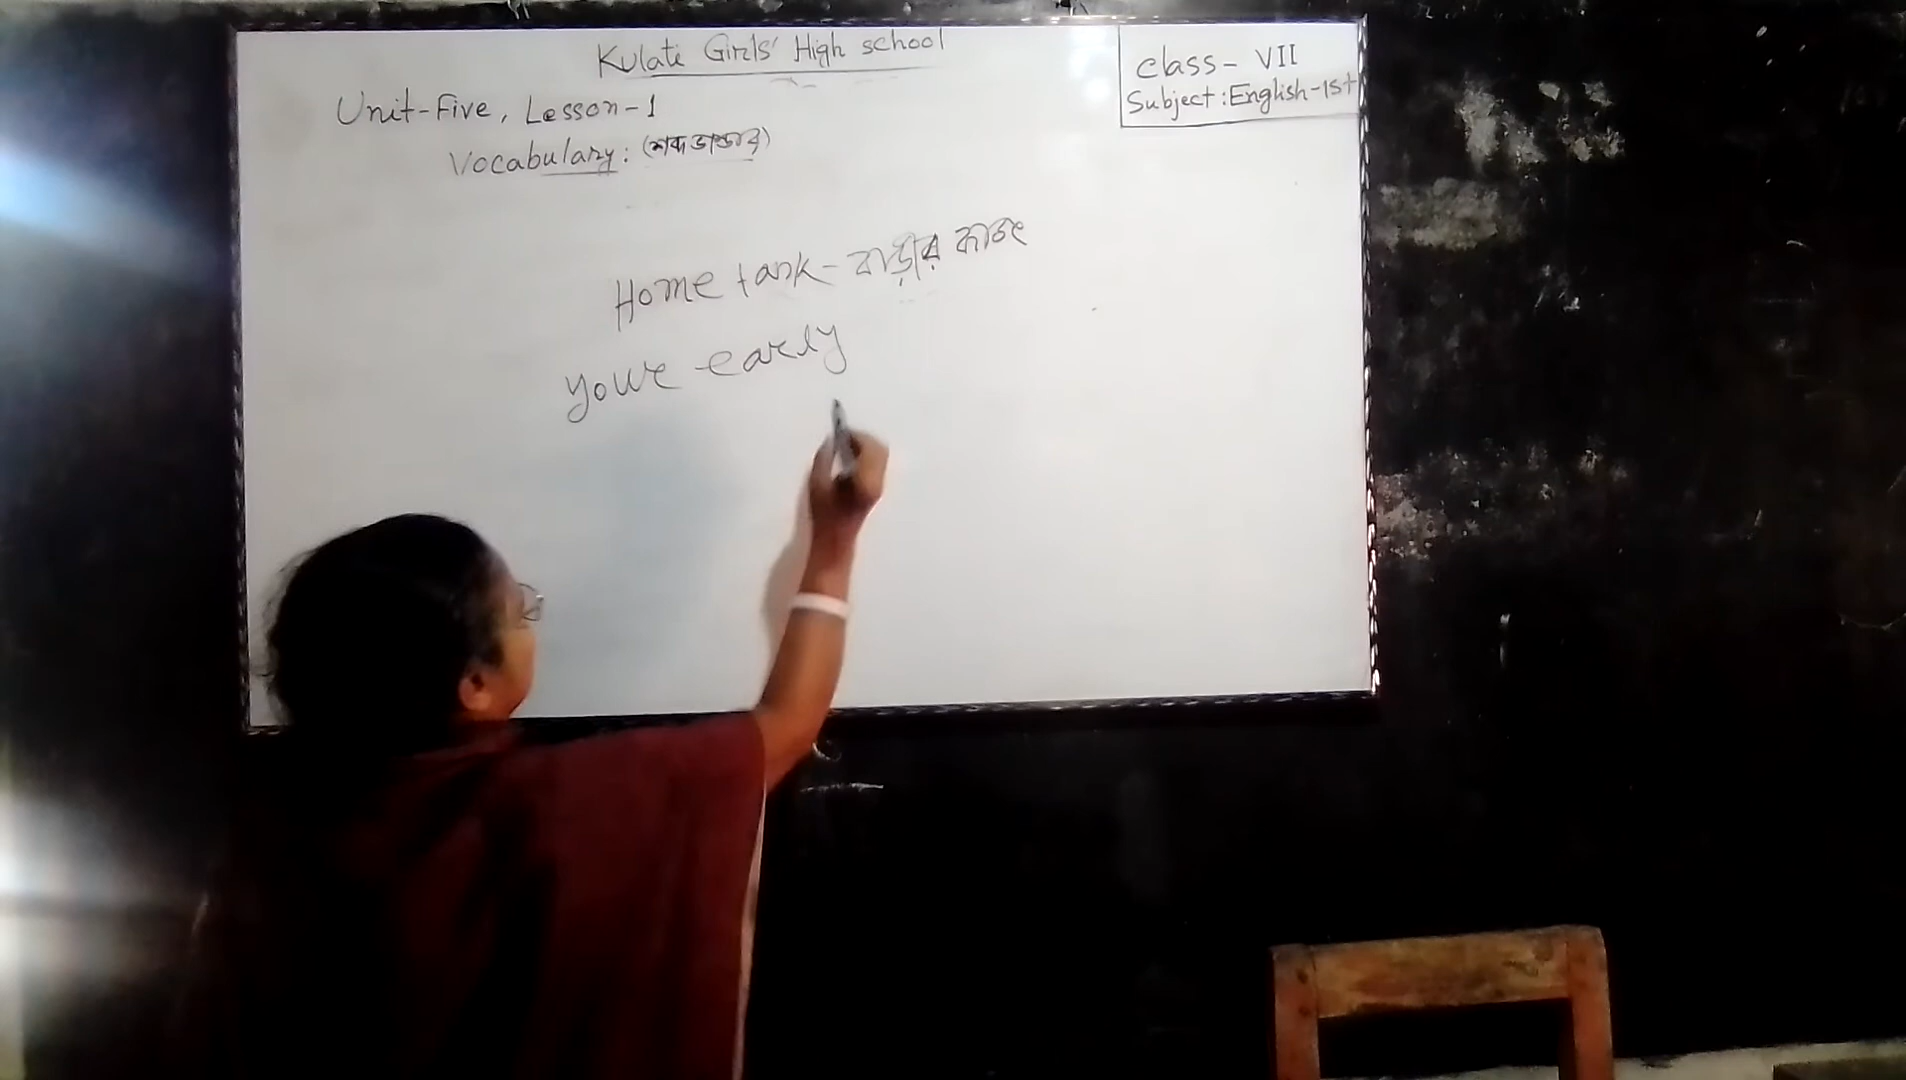 Kulati Girls' High school
class- VII
Subject: English-1st
Unit-Five, Lesson-1
Vocabulary: (শব্দভান্ডার)
Home task - বাড়ীর কাজ
your early